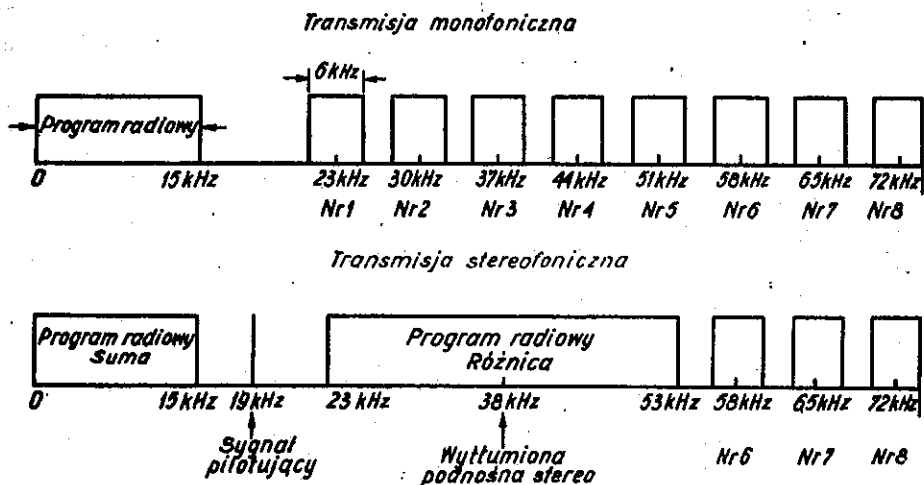 Transmisja monofoniczna
6kHz
Program radiowy
0 15kHz 23kHz 30kHz 37kHz 44kHz 51kHz 58kHz 65kHz 72kHz
Nr1 Nr2 Nr3 Nr4 Nr5 Nr6 Nr7 Nr8
Transmisja stereofoniczna
Program radiowy
Suma
Program radiowy
Różnica
0 15kHz 19kHz 23kHz 38kHz 53kHz 58kHz 65kHz 72kHz
Sygnał
pilotujący
Wytłumiona
podnośna stereo
Nr6 Nr7 Nr8